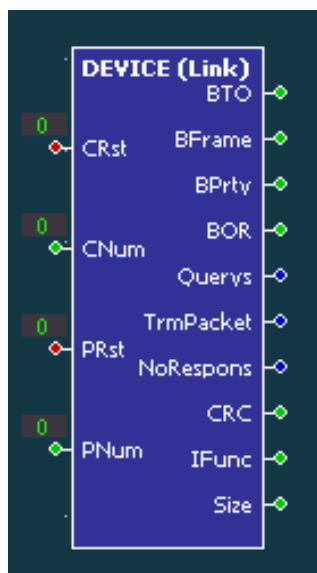 DEVICE (Link)
BTO
0
CRst
BFrame
BPrty
0
CNum
BOR
Querys
0
PRst
TrmPacket
NoRespons
CRC
0
PNum
IFunc
Size